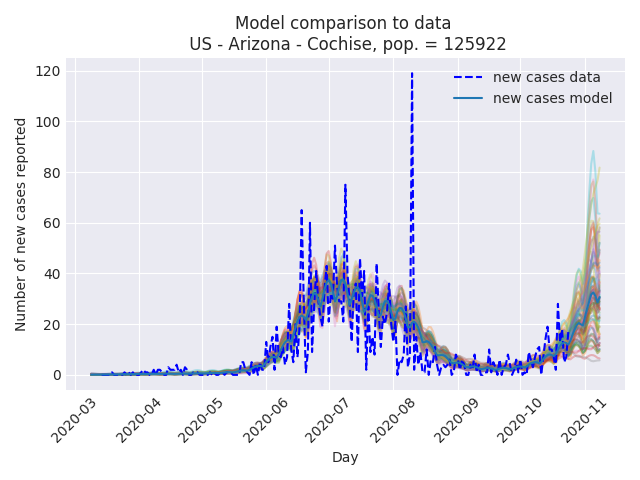 Model comparison to data
US - Arizona - Cochise, pop. = 125922
new cases data
new cases model
Number of new cases reported
120
100
80
60
40
20
0
2020-03
2020-04
2020-05
2020-06
2020-07
2020-08
2020-09
2020-10
2020-11
Day